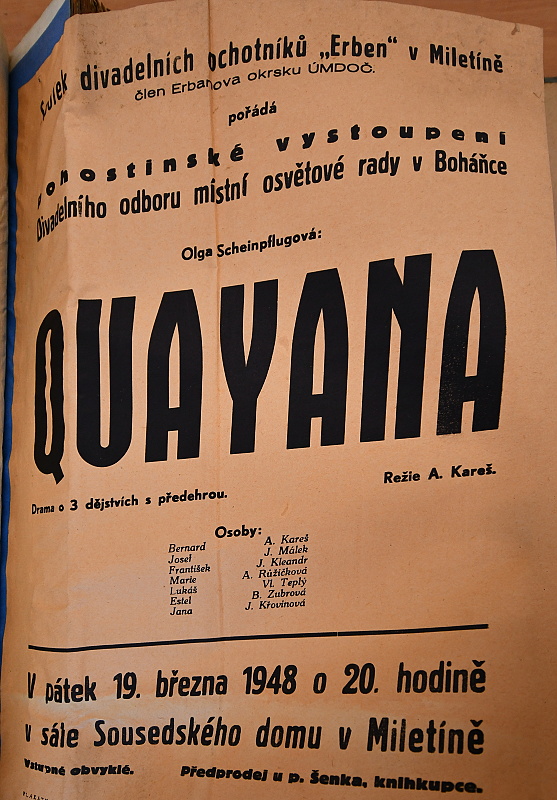 Spolek divadelních ochotníků „Erben“ v Miletíně
člen Erbanova okrsku ÚMDOČ.
pořádá
pohostinské vystoupení
Divadelního odboru místní osvětové rady v Boháňce
Olga Scheinpflugová:
QUAYANA
Režie A. Kareš.
Drama o 3 dějstvích s předehrou.
Osoby:
Bernard A. Kareš
Josef J. Málek
František J. Kleandr
Marie A. Růžičková
Lukáš Vl. Teplý
Estel B. Zubrová
Jana J. Křovinová
V pátek 19. března 1948 o 20. hodině
v sále Sousedského domu v Miletíně
Vstupné obvyklé. Předprodej u p. Šenka, knihkupce.